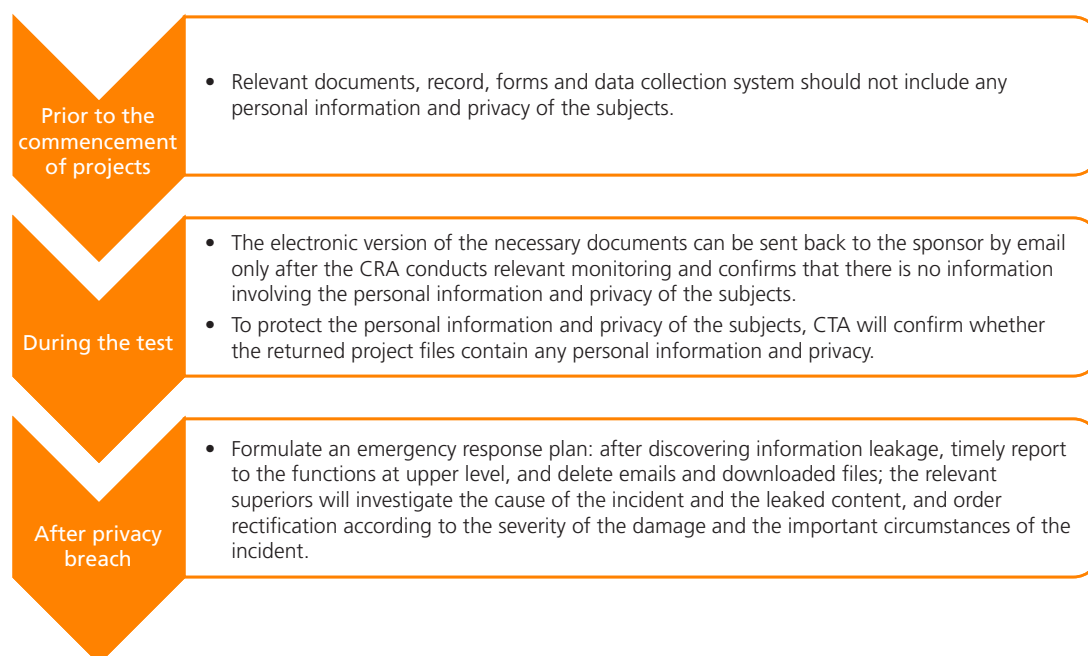 Prior to the
commencement
of projects
• Relevant documents, record, forms and data collection system should not include any
personal information and privacy of the subjects.
During the test
• The electronic version of the necessary documents can be sent back to the sponsor by email
only after the CRA conducts relevant monitoring and confirms that there is no information
involving the personal information and privacy of the subjects.
• To protect the personal information and privacy of the subjects, CTA will confirm whether
the returned project files contain any personal information and privacy.
After privacy
breach
• Formulate an emergency response plan: after discovering information leakage, timely report
to the functions at upper level, and delete emails and downloaded files; the relevant
superiors will investigate the cause of the incident and the leaked content, and order
rectification according to the severity of the damage and the important circumstances of the
incident.